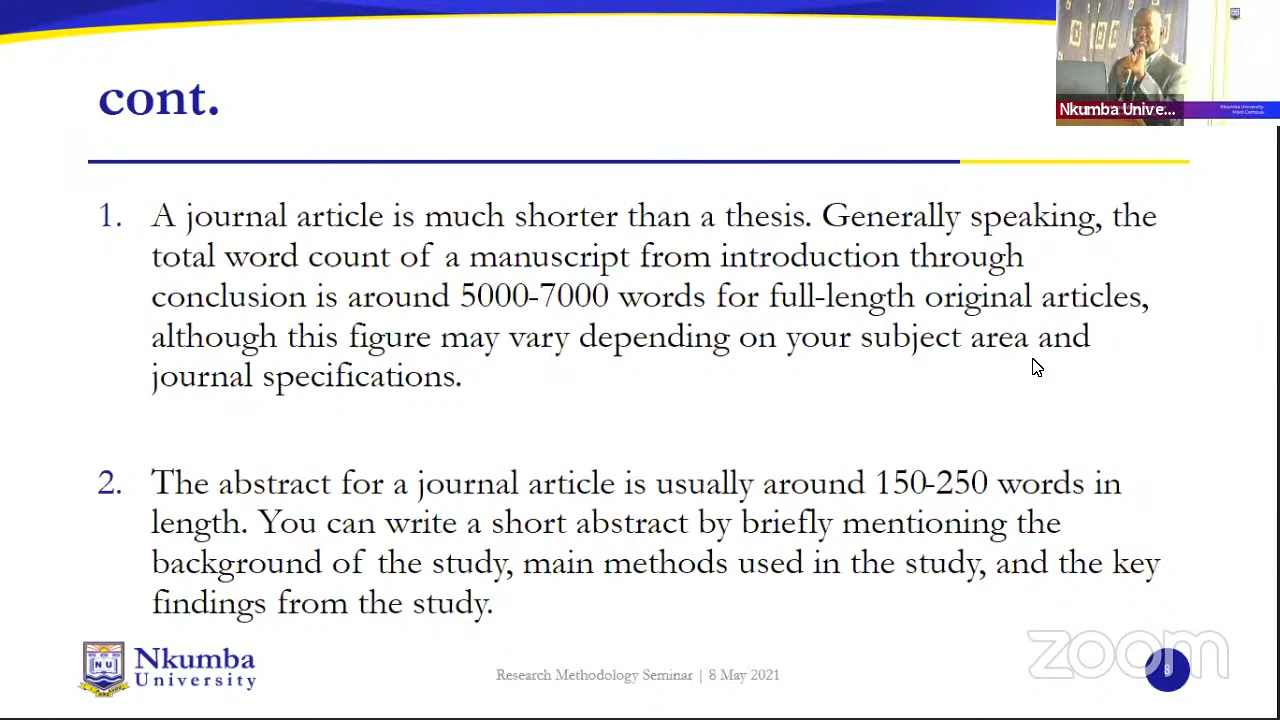 cont.
Nkumba Unive...
Nkumba University
Main Campus
1. A journal article is much shorter than a thesis. Generally speaking, the
total word count of a manuscript from introduction through
conclusion is around 5000-7000 words for full-length original articles,
although this figure may vary depending on your subject area and
journal specifications.
2. The abstract for a journal article is usually around 150-250 words in
length. You can write a short abstract by briefly mentioning the
background of the study, main methods used in the study, and the key
findings from the study.
N U
Nkumba
University
Research Methodology Seminar | 8 May 2021
zoom
8